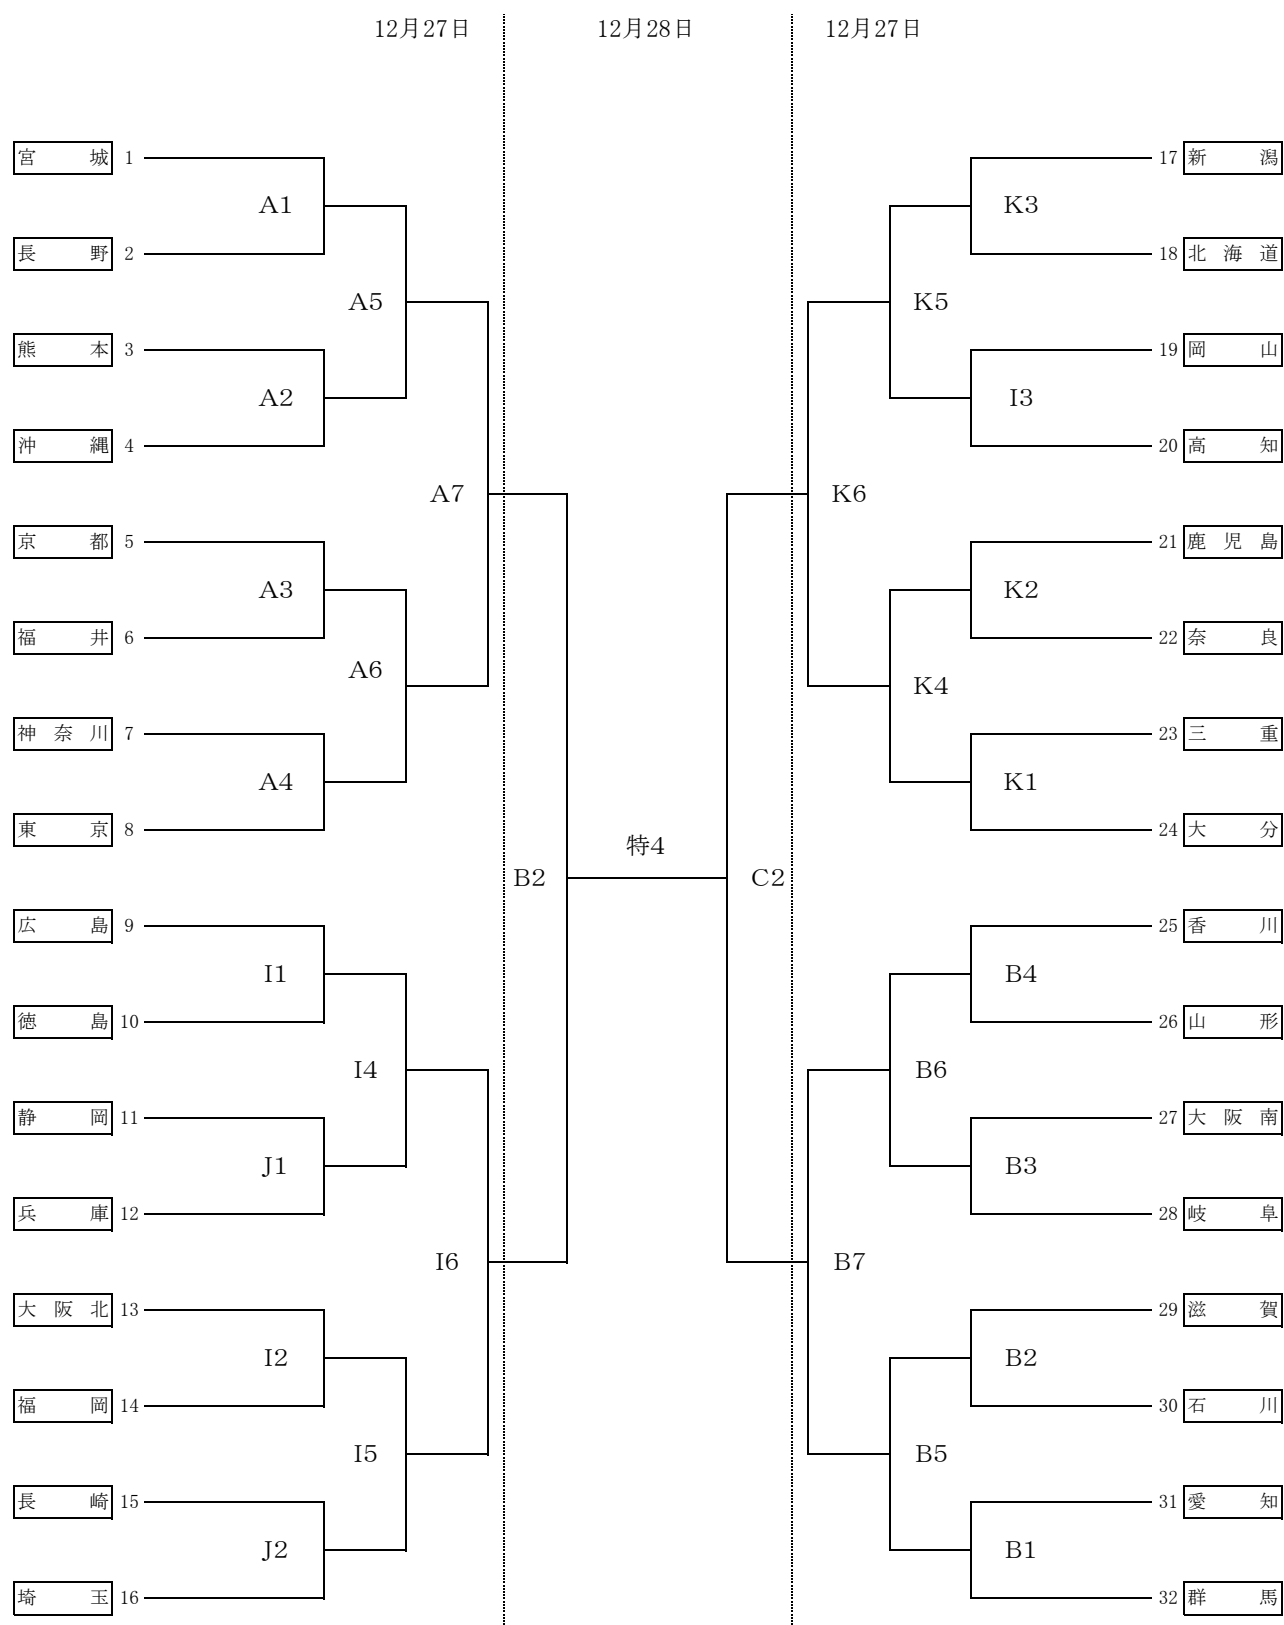 12月27日 12月28日 12月27日
宮城 1 17 新潟
A1 K3
長野 2 18 北海道
A5 K5
熊本 3 19 岡山
A2 I3
沖縄 4 20 高知
A7 K6
京都 5 21 鹿児島
A3 K2
福井 6 22 奈良
A6 K4
神奈川 7 23 三重
A4 K1
東京 8 24 大分
特4
B2 C2
広島 9 25 香川
I1 B4
徳島 10 26 山形
I4 B6
静岡 11 27 大阪南
J1 B3
兵庫 12 28 岐阜
I6 B7
大阪北 13 29 滋賀
I2 B2
福岡 14 30 石川
I5 B5
長崎 15 31 愛知
J2 B1
埼玉 16 32 群馬